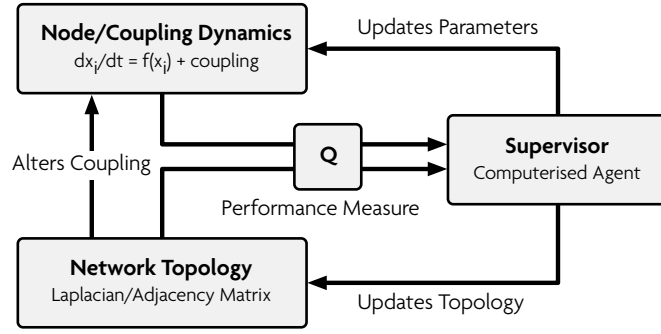 Node/Coupling Dynamics
dxi/dt = f(xi) + coupling
Updates Parameters
Alters Coupling
Q
Performance Measure
Supervisor
Computerised Agent
Network Topology
Laplacian/Adjacency Matrix
Updates Topology